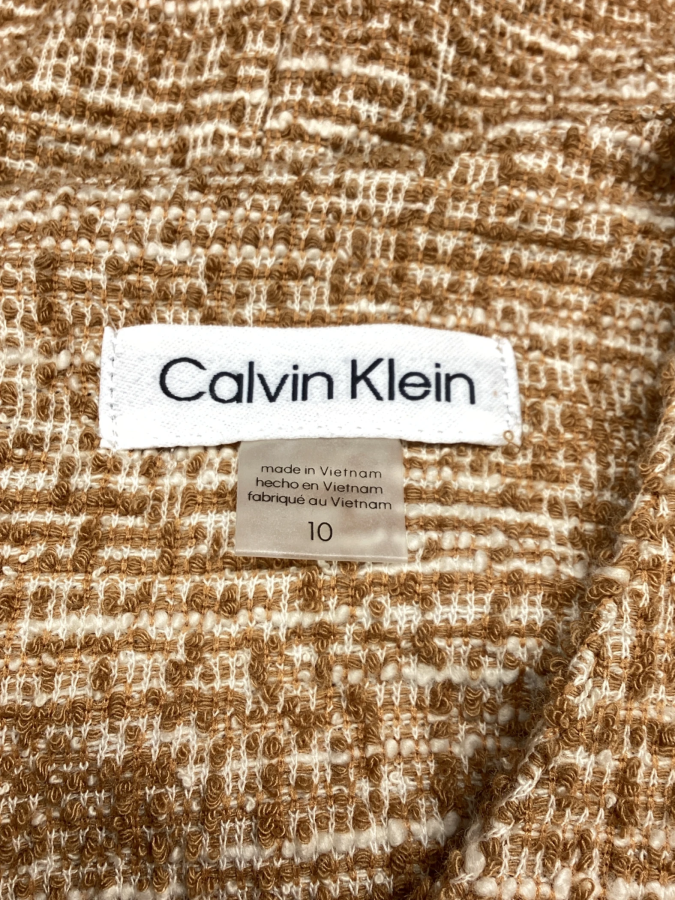 Calvin Klein
made in Vietnam
hecho en Vietnam
fabriqué au Vietnam
10